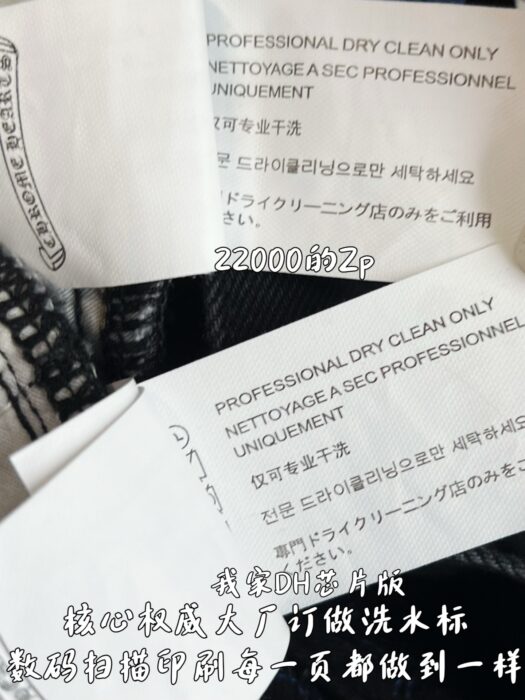 CHROME HEARTS
PROFESSIONAL DRY CLEAN ONLY
NETTOYAGE A SEC PROFESSIONNEL
UNIQUEMENT
仅可专业干洗
문 드라이클리닝으로만 세탁하세요
ドライクリーニング店のみをご利用
さい。
22000的Zp
PROFESSIONAL DRY CLEAN ONLY
NETTOYAGE A SEC PROFESSIONNEL
UNIQUEMENT
仅可专业干洗
전문 드라이클리닝으로만 세탁하세요
専門ドライクリーニング店のみをご
ください。
我家DH芯片版
核心权威大厂订做洗水标
数码扫描印刷每一页都做到一样